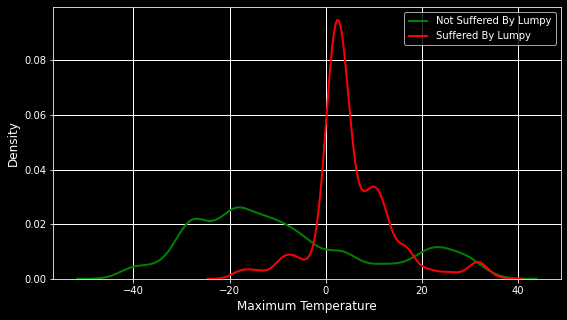 Not Suffered By Lumpy
Suffered By Lumpy
Density
0.08
0.06
0.04
0.02
0.00
−40 −20 0 20 40
Maximum Temperature